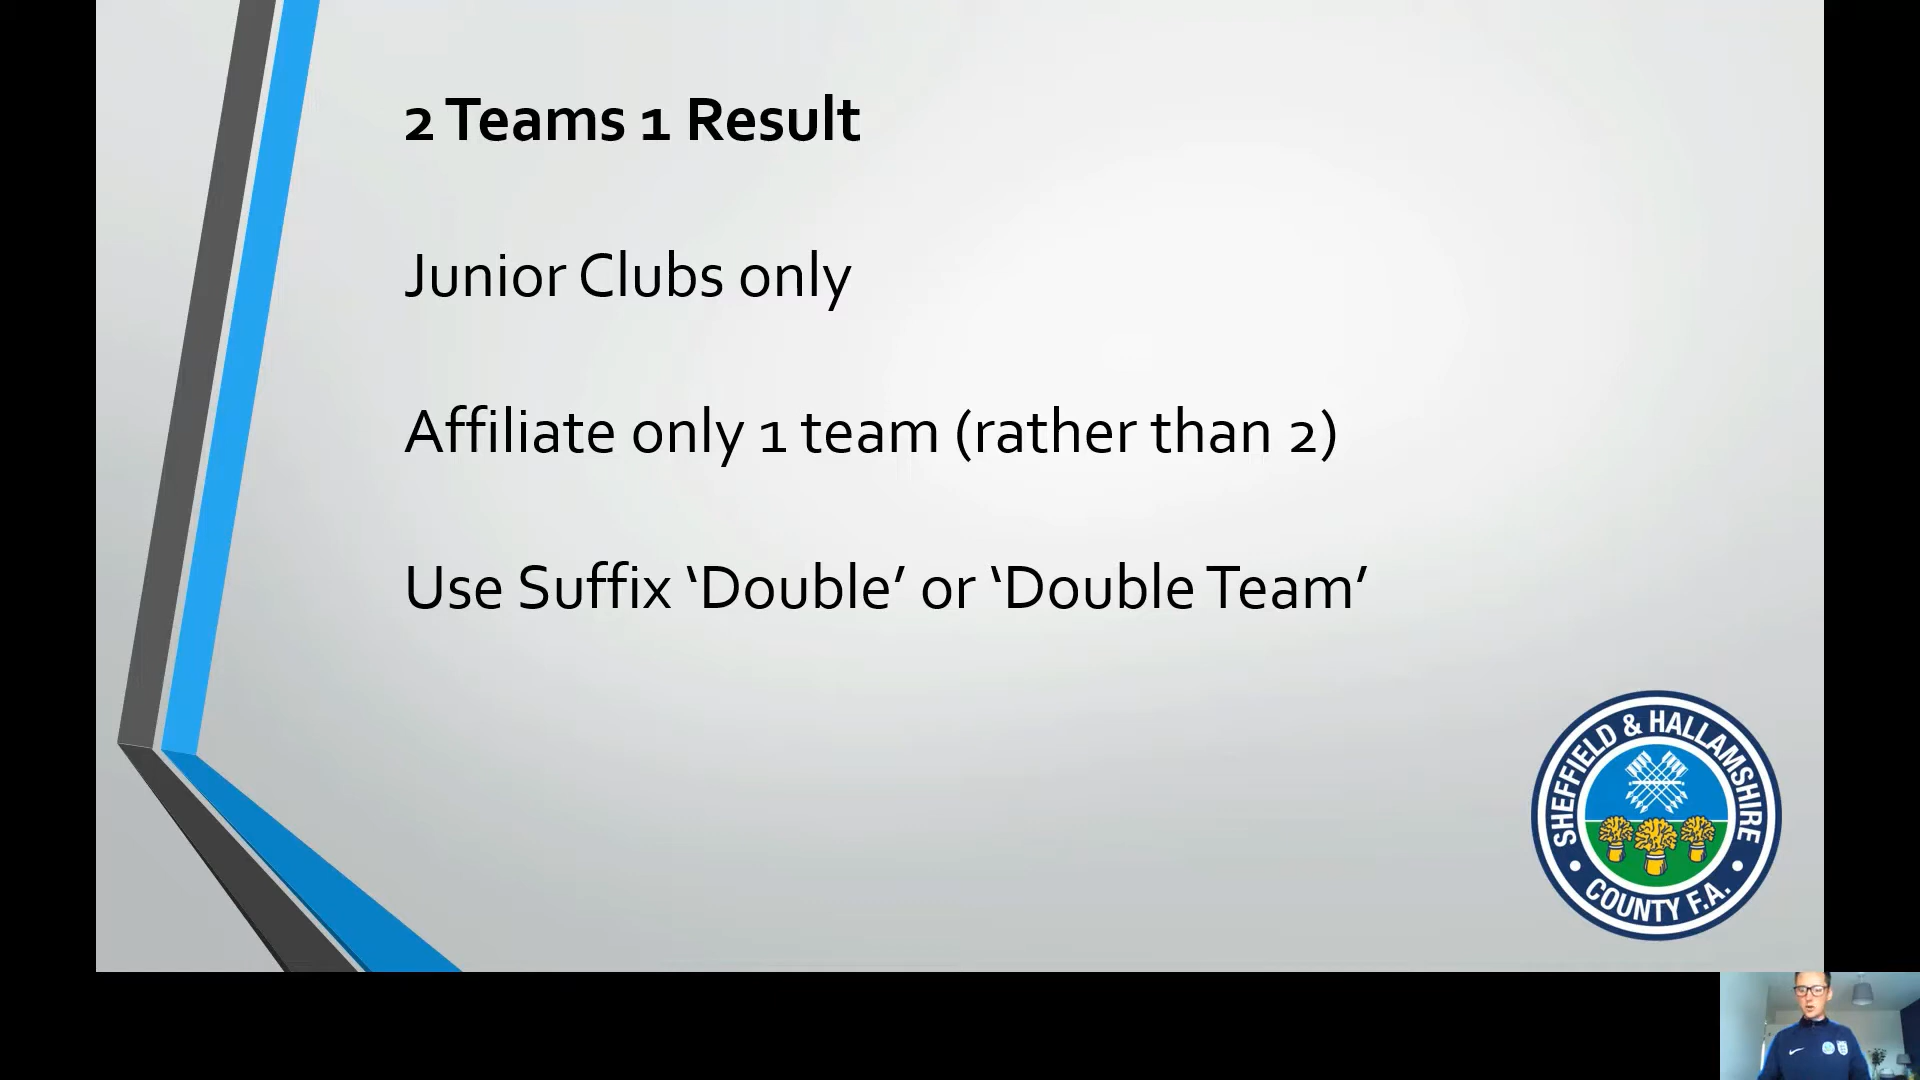 2 Teams 1 Result
Junior Clubs only
Affiliate only 1 team (rather than 2)
Use Suffix ‘Double’ or ‘Double Team’
SHEFFIELD & HALLAMSHIRE
COUNTY F.A.